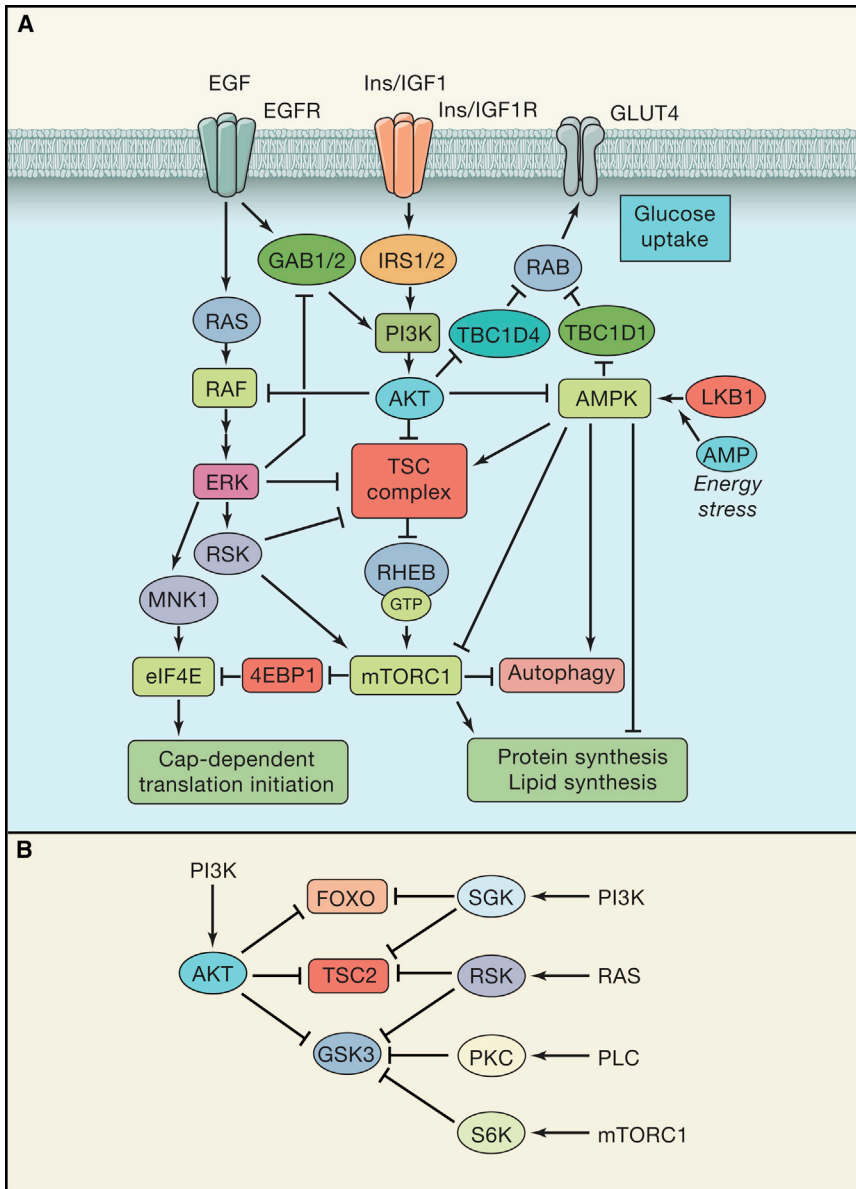 A
EGF
EGFR
Ins/IGF1
Ins/IGF1R
GLUT4
Glucose
uptake
GAB1/2
IRS1/2
RAB
RAS
PI3K
TBC1D4
TBC1D1
RAF
AKT
AMPK
LKB1
AMP
Energy
stress
ERK
TSC
complex
RSK
RHEB
GTP
MNK1
eIF4E
4EBP1
mTORC1
Autophagy
Cap-dependent
translation initiation
Protein synthesis
Lipid synthesis
B
PI3K
FOXO
SGK
PI3K
AKT
TSC2
RSK
RAS
GSK3
PKC
PLC
S6K
mTORC1